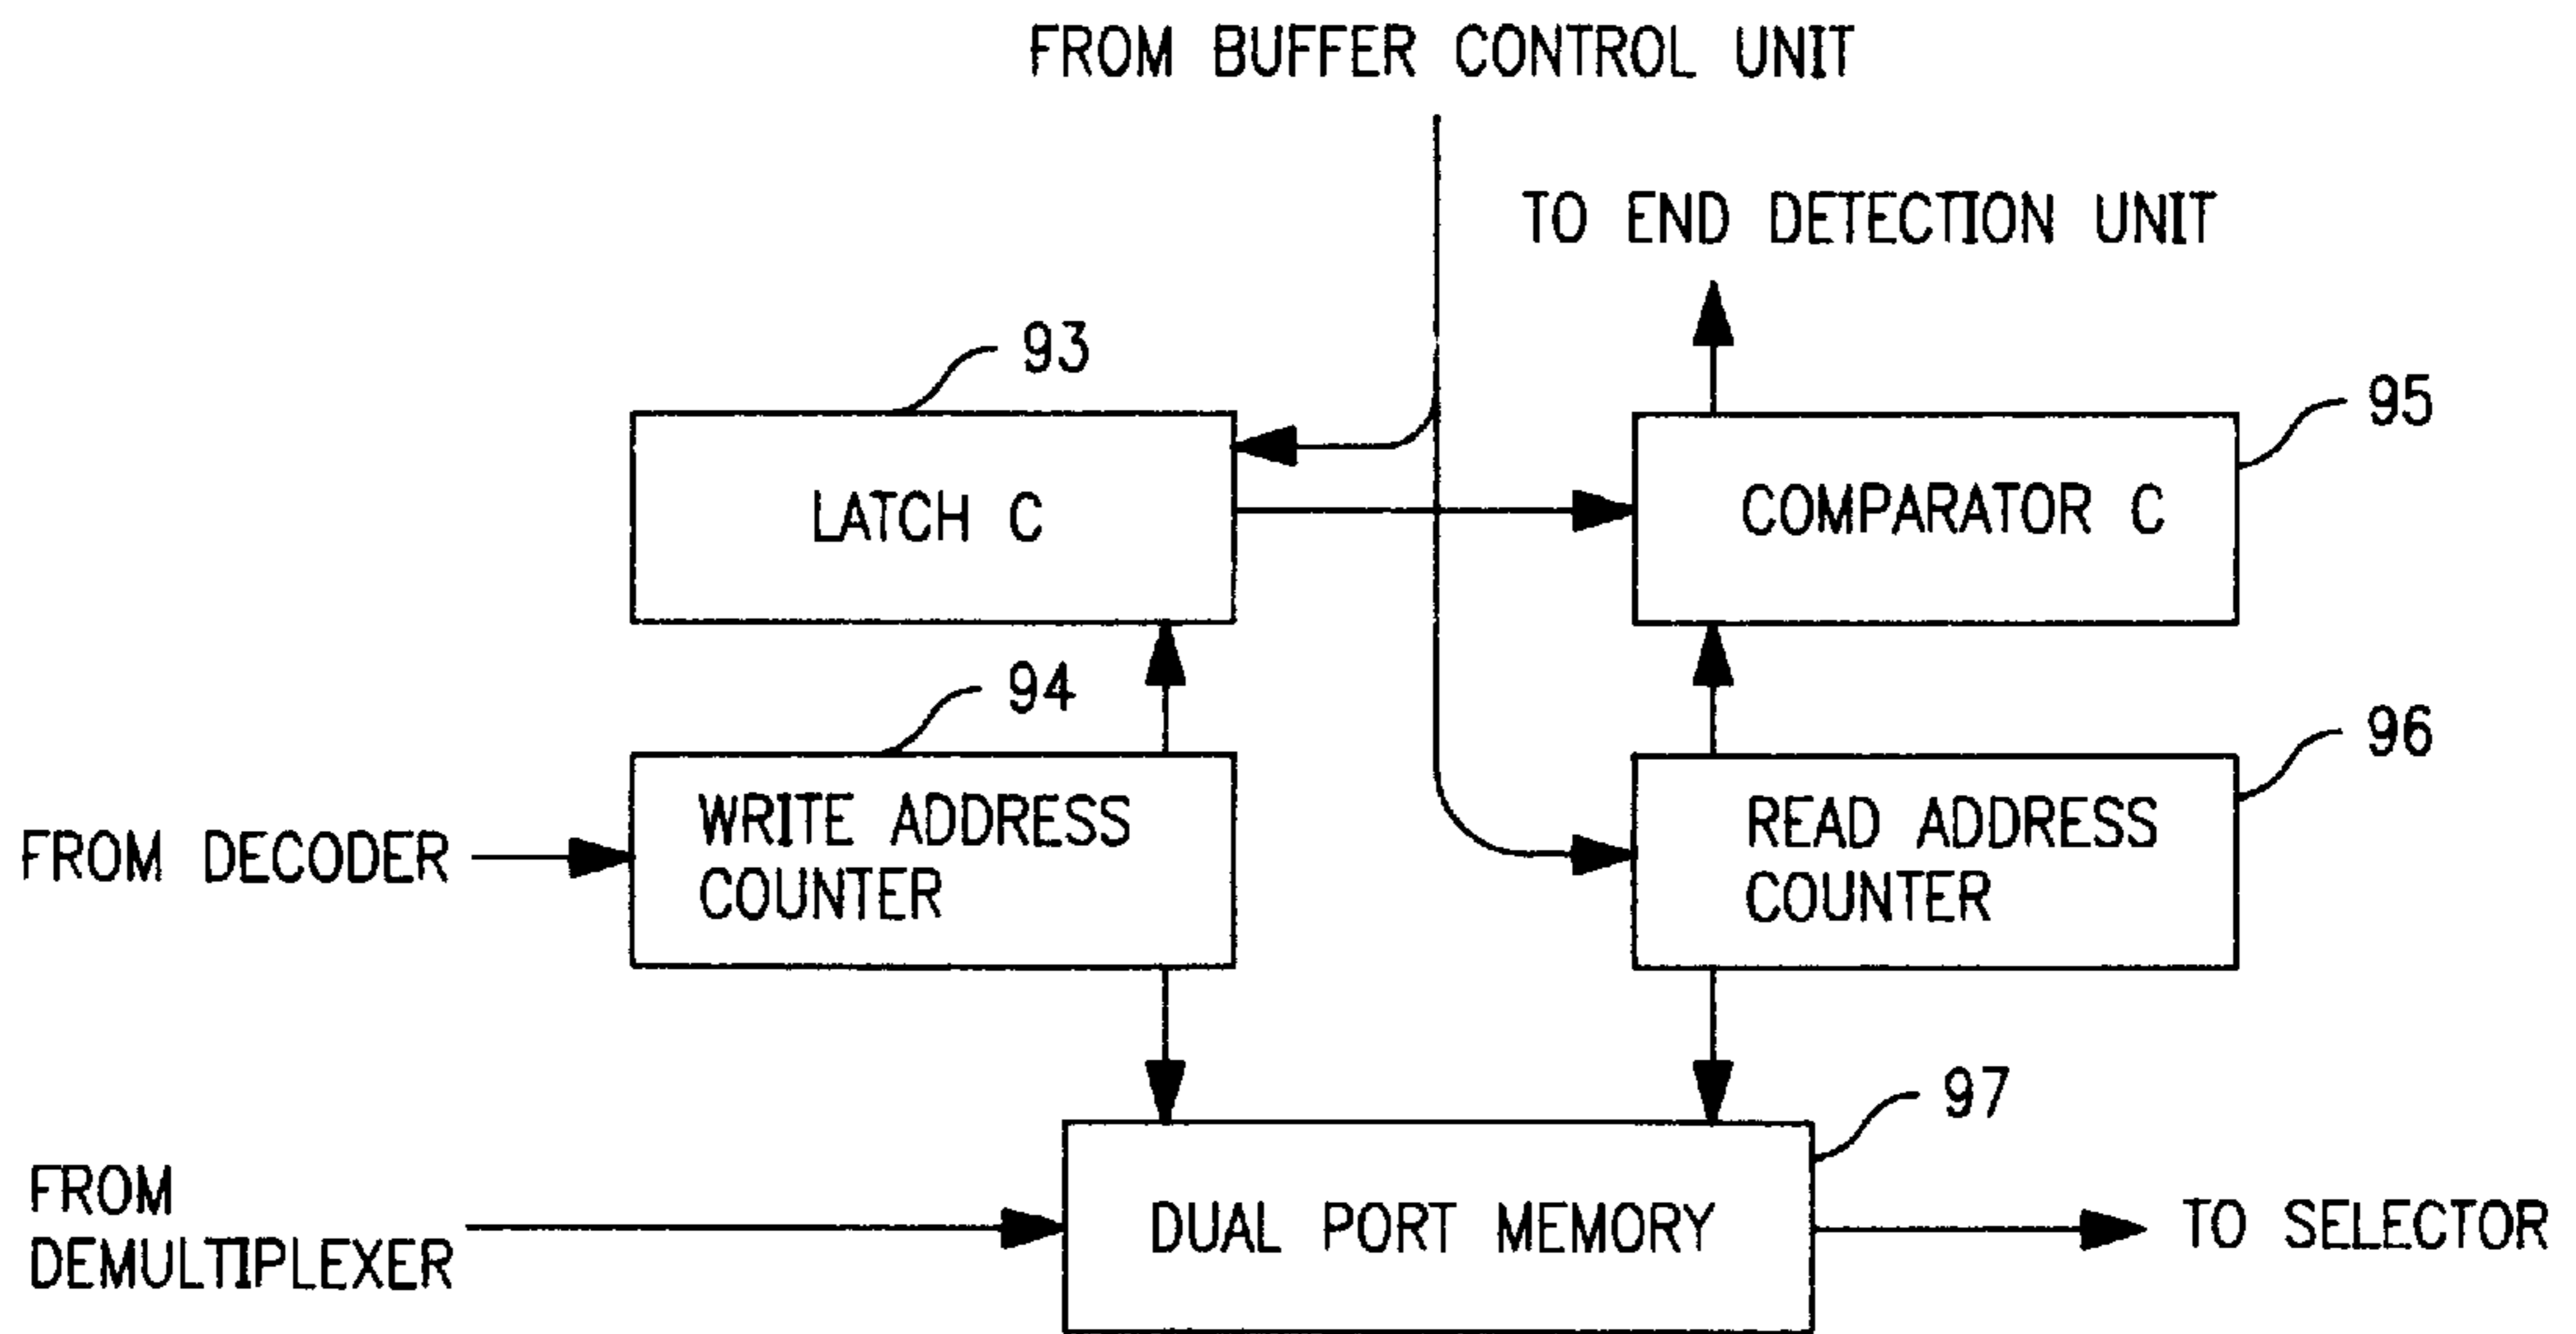 FROM BUFFER CONTROL UNIT
TO END DETECTION UNIT
93
95
LATCH C
COMPARATOR C
94
96
WRITE ADDRESS
COUNTER
READ ADDRESS
COUNTER
FROM DECODER
97
FROM
DEMULTIPLEXER
DUAL PORT MEMORY
TO SELECTOR